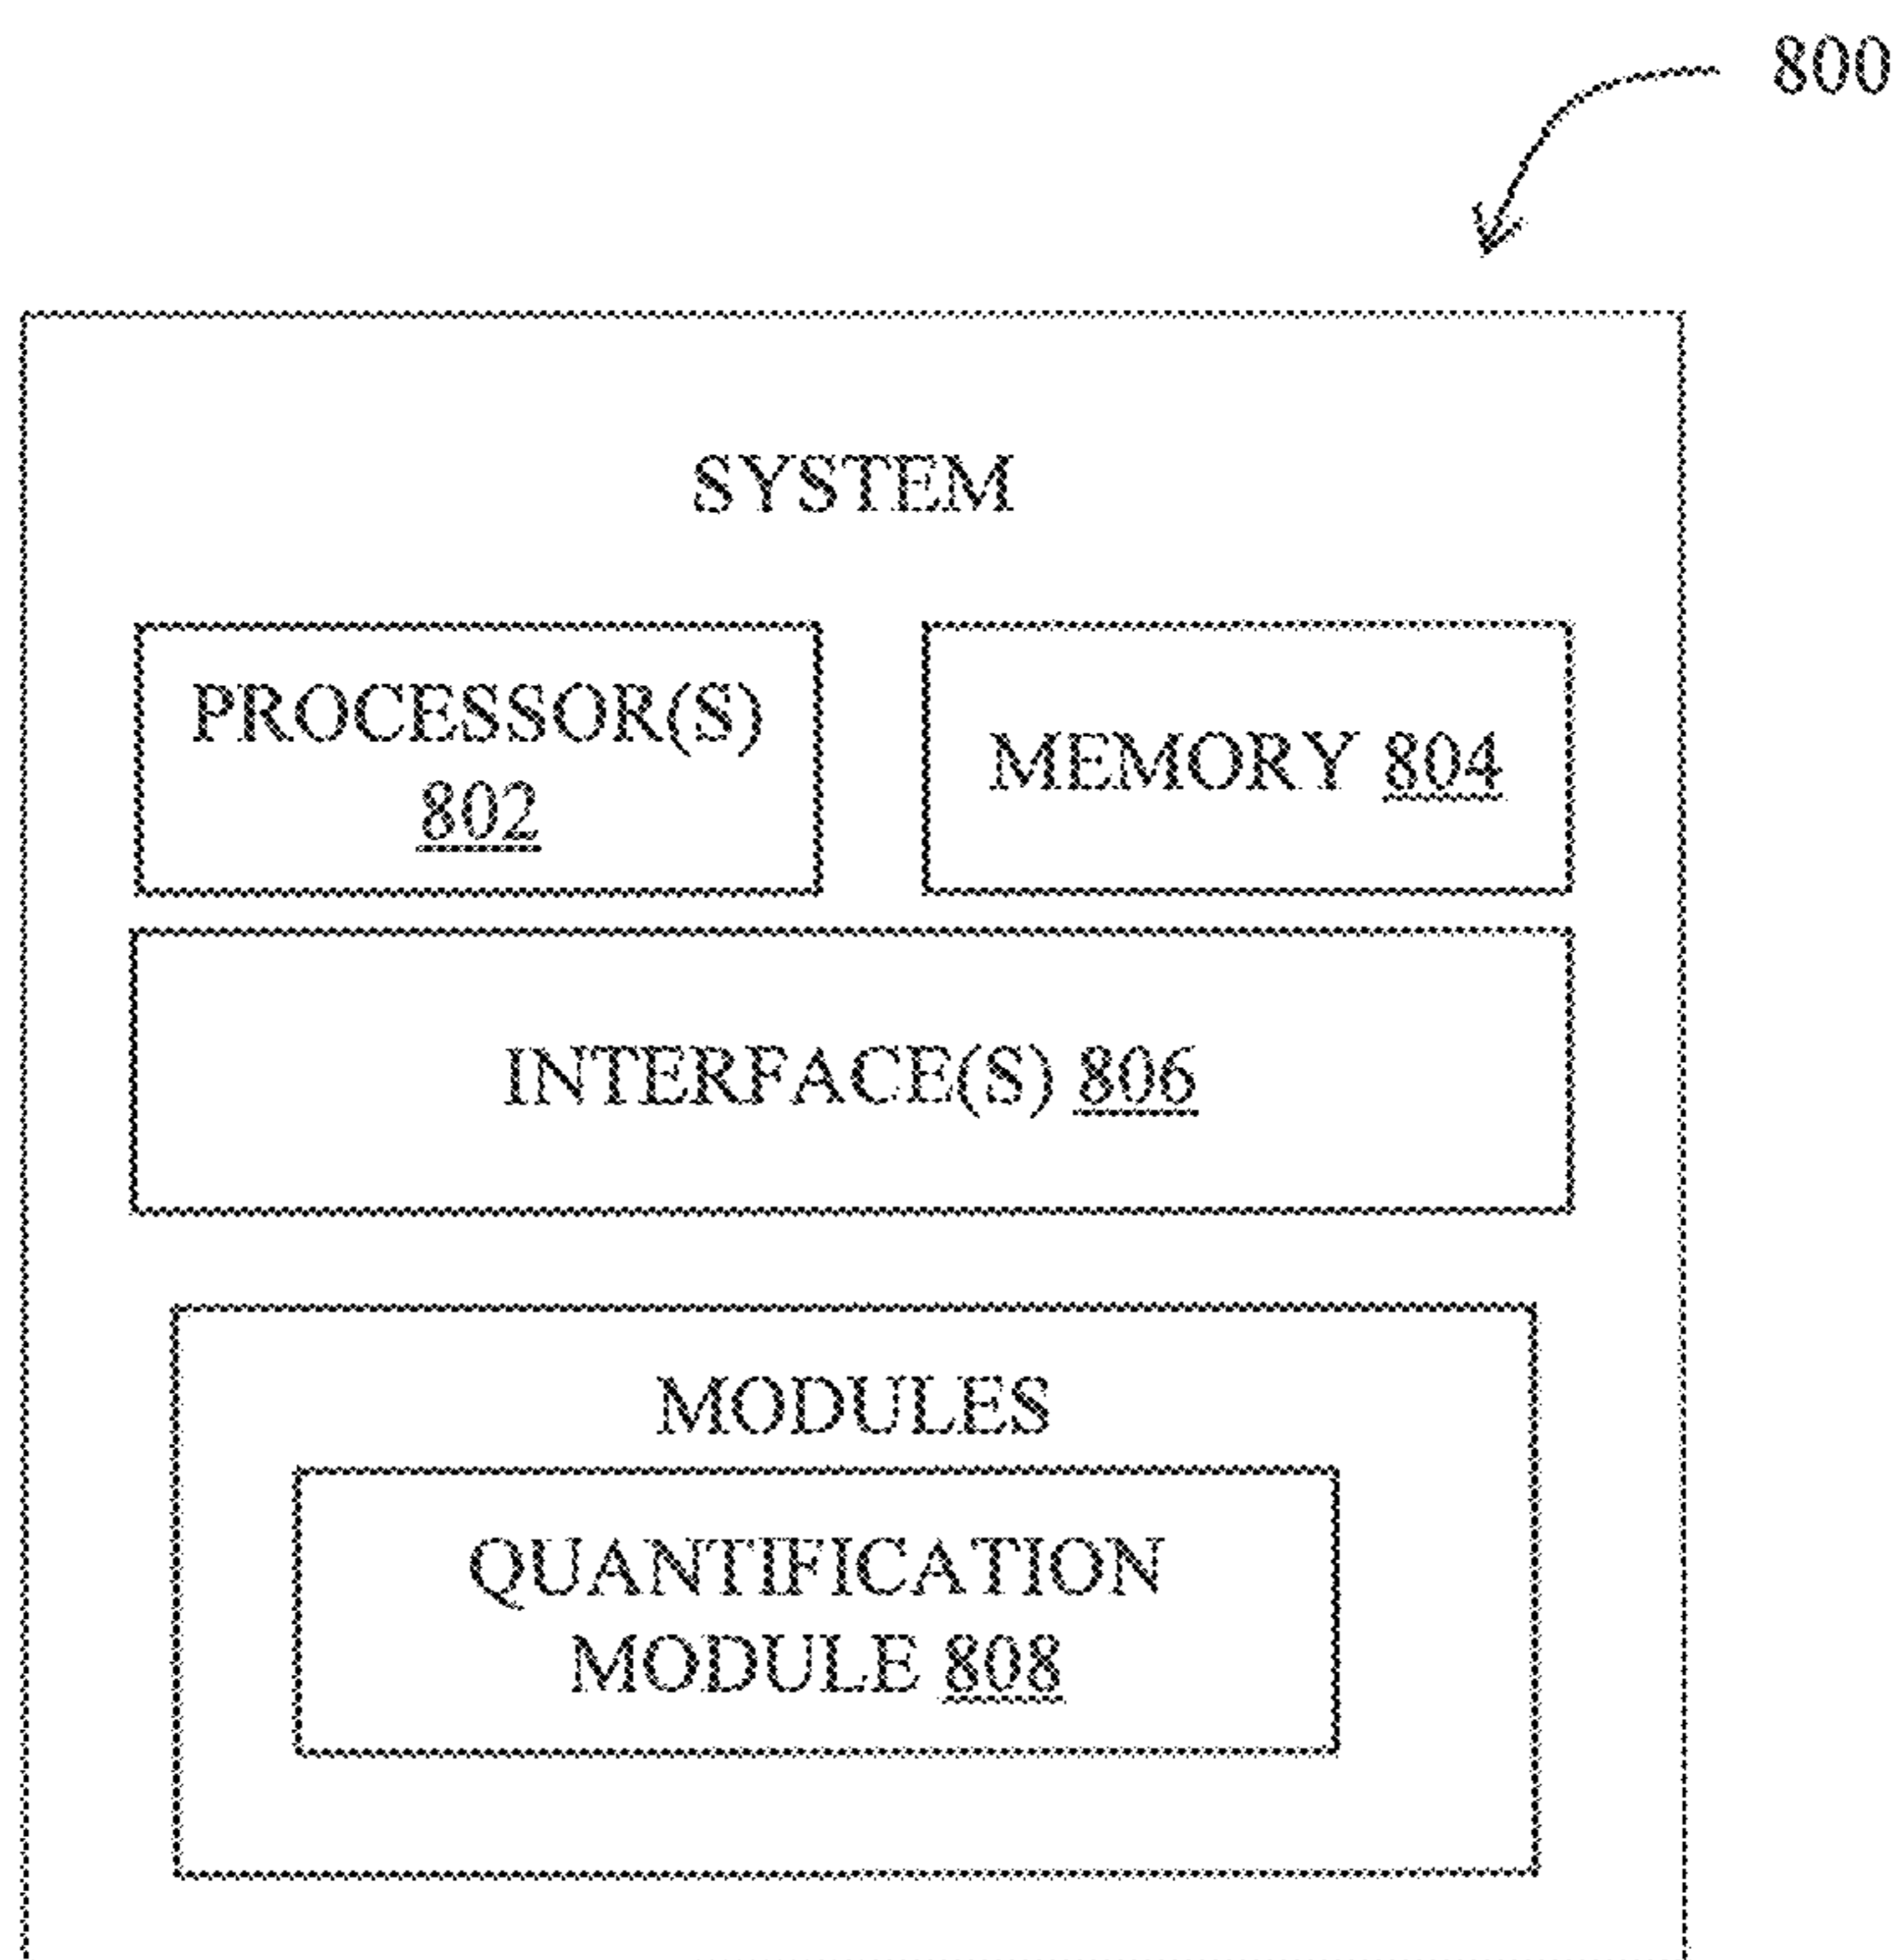 800
SYSTEM
PROCESSOR(S)
802
MEMORY 804
INTERFACE(S) 806
MODULES
QUANTIFICATION
MODULE 808